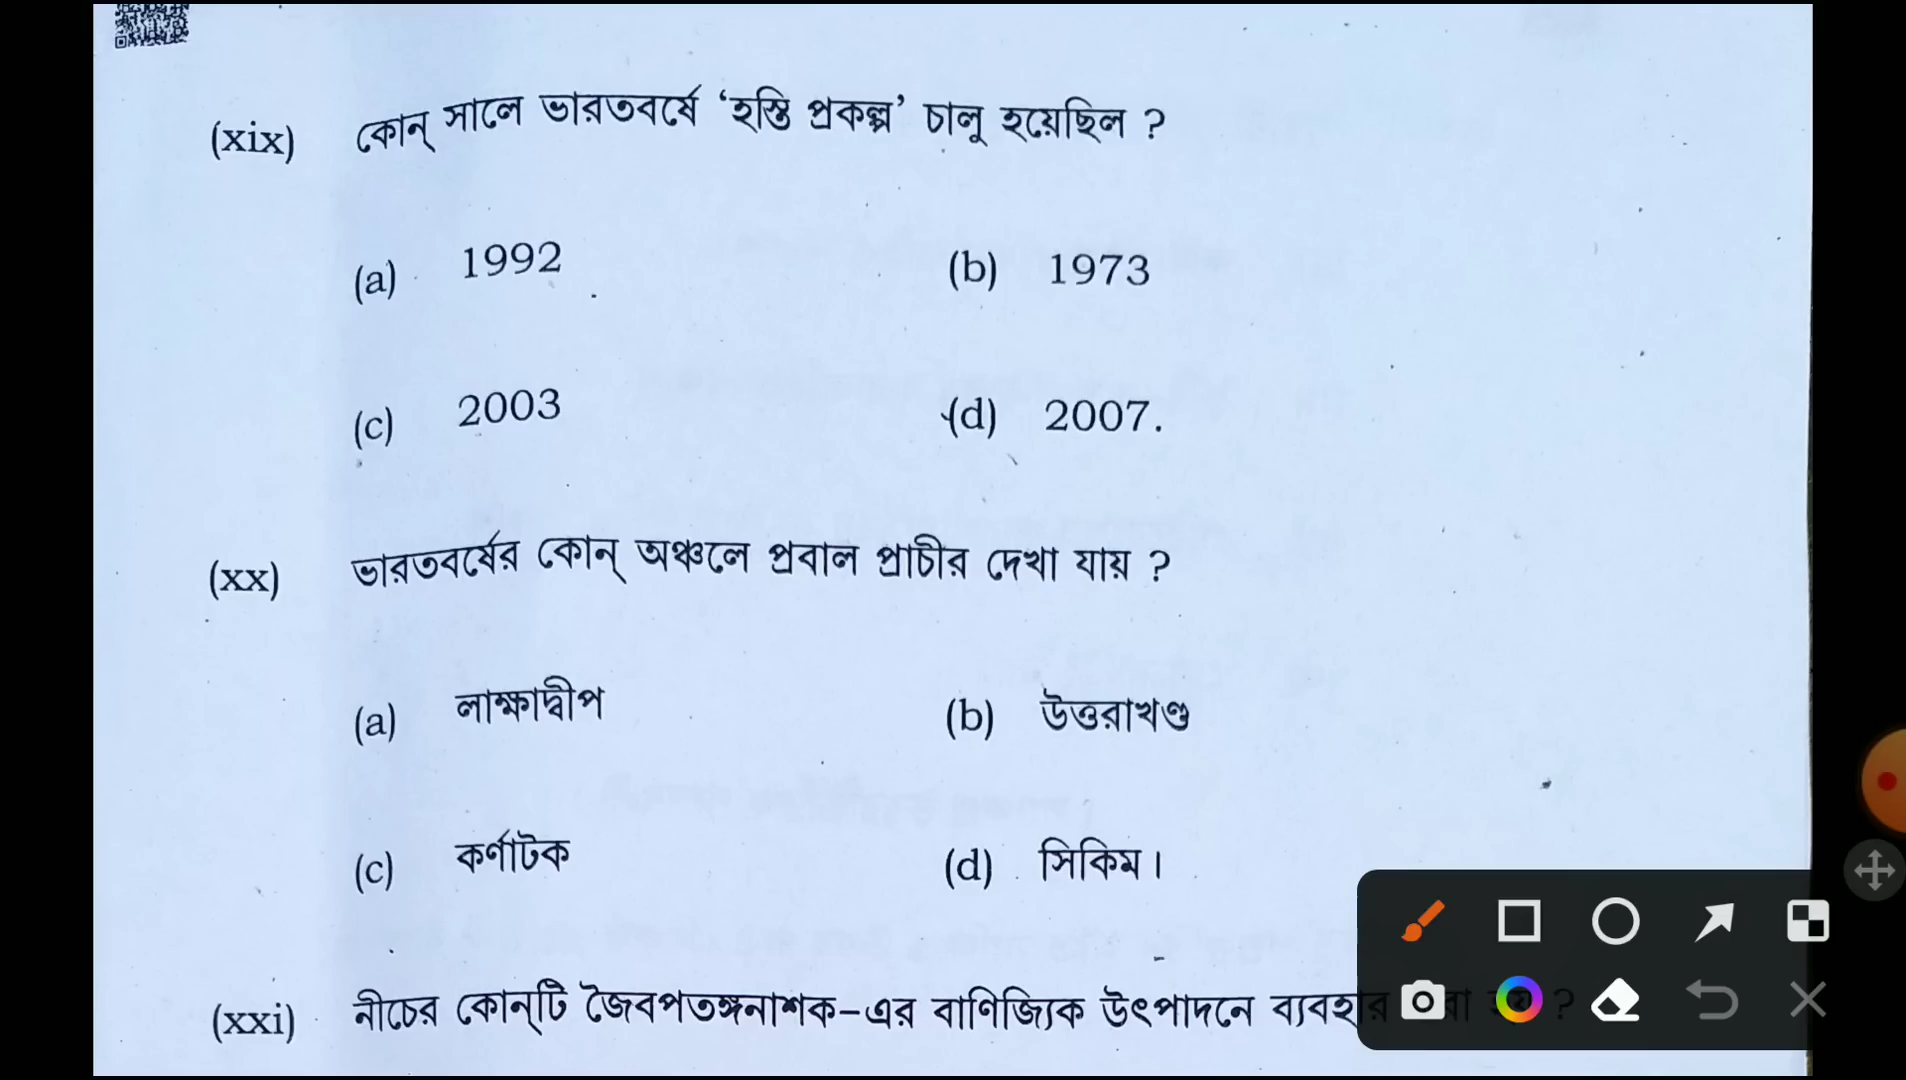 (xix) কোন্ সালে ভারতবর্ষে ‘হস্তি প্রকল্প’ চালু হয়েছিল ?
(a) 1992 (b) 1973
(c) 2003 (d) 2007.
(xx) ভারতবর্ষের কোন্ অঞ্চলে প্রবাল প্রাচীর দেখা যায় ?
(a) লাক্ষাদ্বীপ (b) উত্তরাখণ্ড
(c) কর্ণাটক (d) সিকিম।
(xxi) নীচের কোন্‌টি জৈবপতঙ্গনাশক-এর বাণিজ্যিক উৎপাদনে ব্যবহার ?